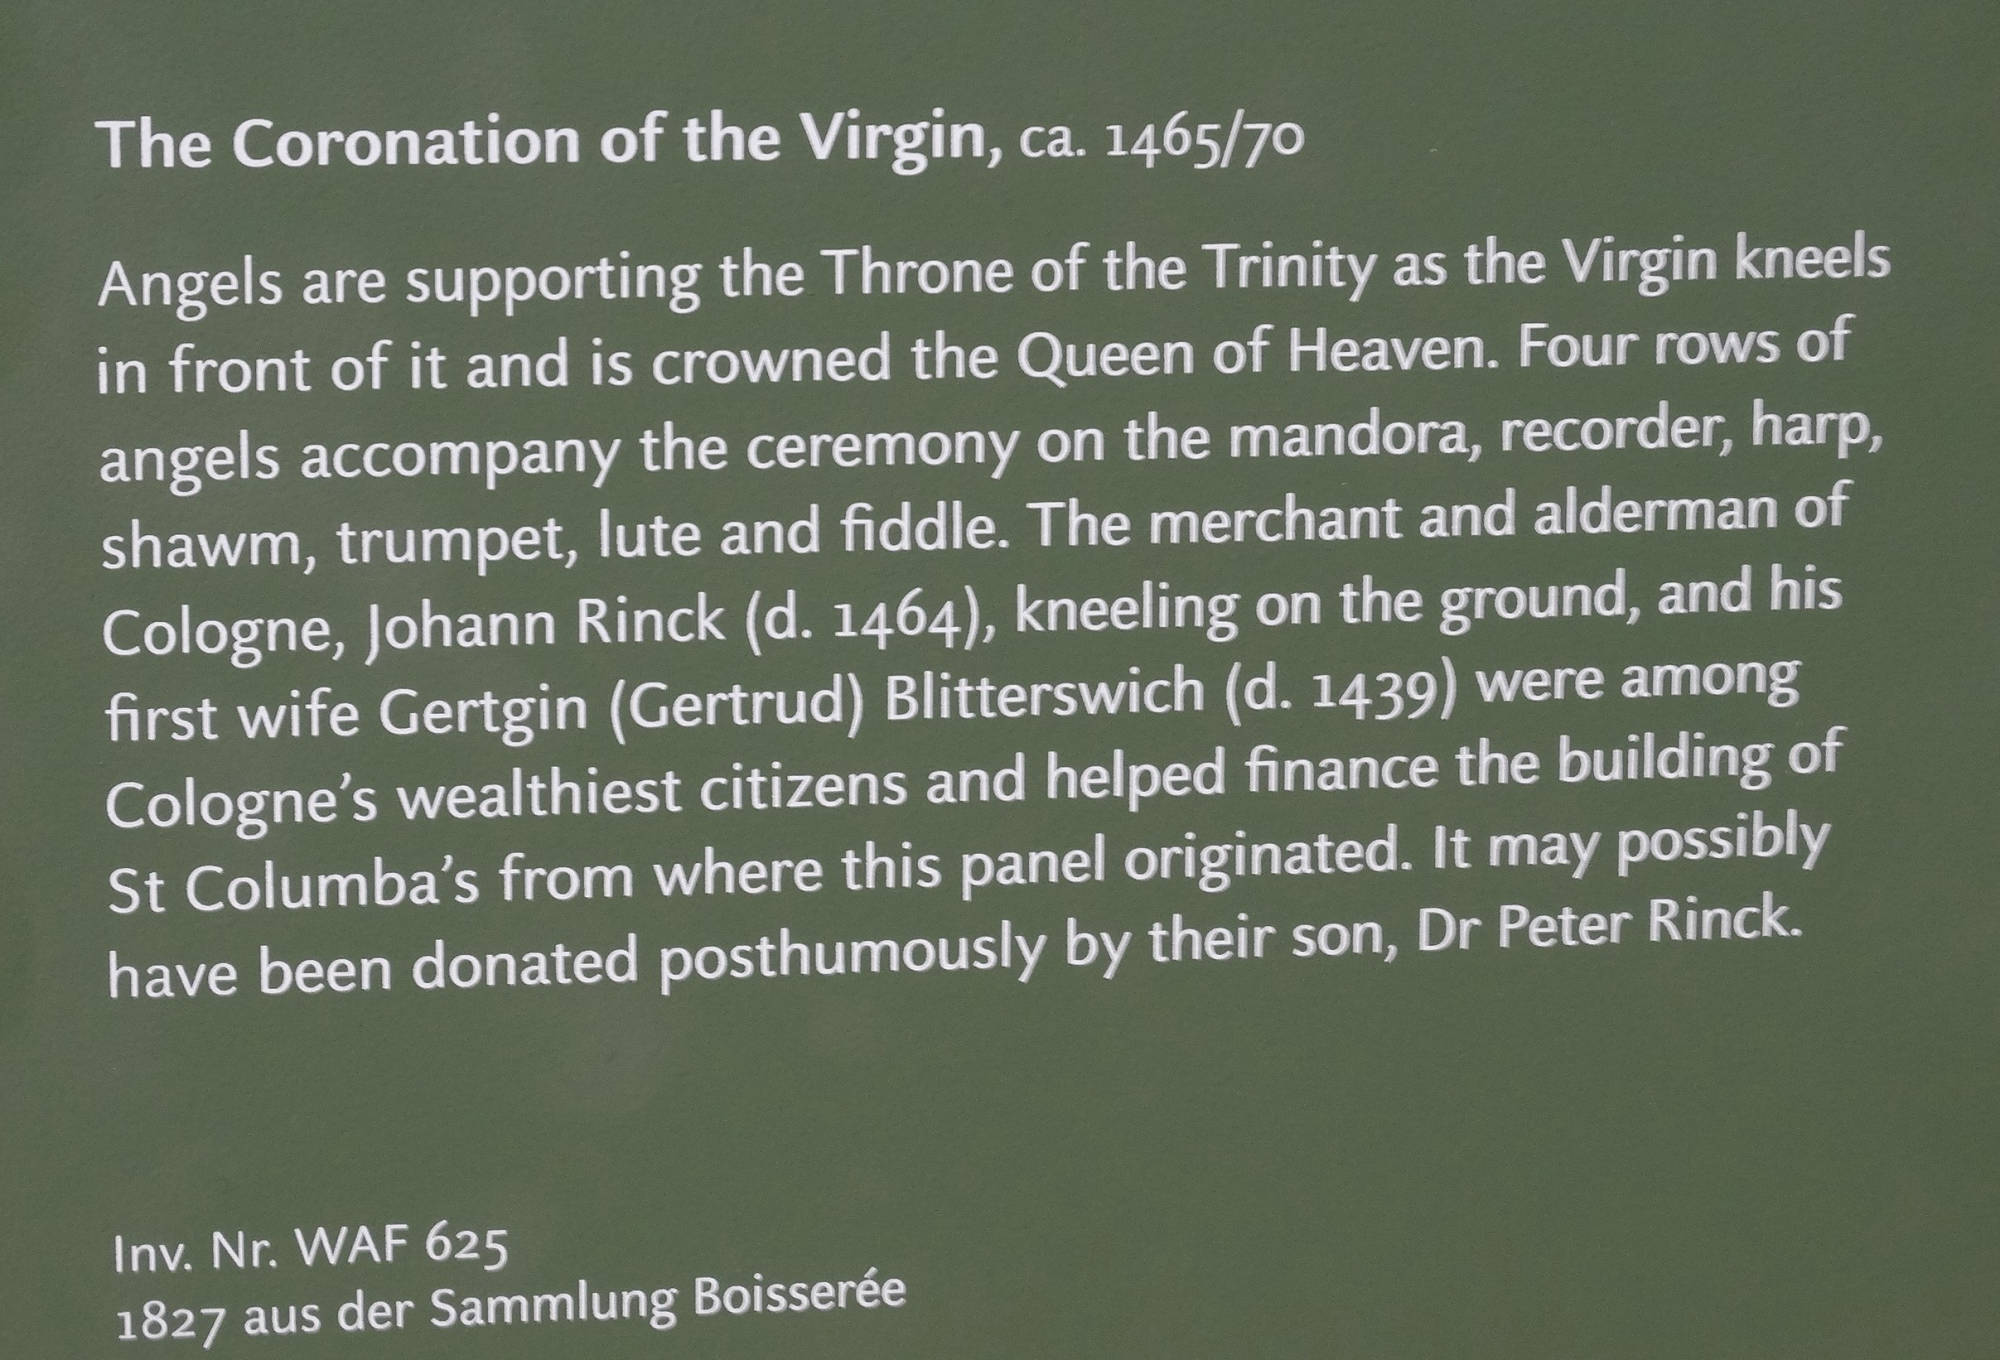 The Coronation of the Virgin, ca. 1465/70
Angels are supporting the Throne of the Trinity as the Virgin kneels
in front of it and is crowned the Queen of Heaven. Four rows of
angels accompany the ceremony on the mandora, recorder, harp,
shawm, trumpet, lute and fiddle. The merchant and alderman of
Cologne, Johann Rinck (d. 1464), kneeling on the ground, and his
first wife Gertgin (Gertrud) Blitterswich (d. 1439) were among
Cologne’s wealthiest citizens and helped finance the building of
St Columba’s from where this panel originated. It may possibly
have been donated posthumously by their son, Dr Peter Rinck.
Inv. Nr. WAF 625
1827 aus der Sammlung Boisserée